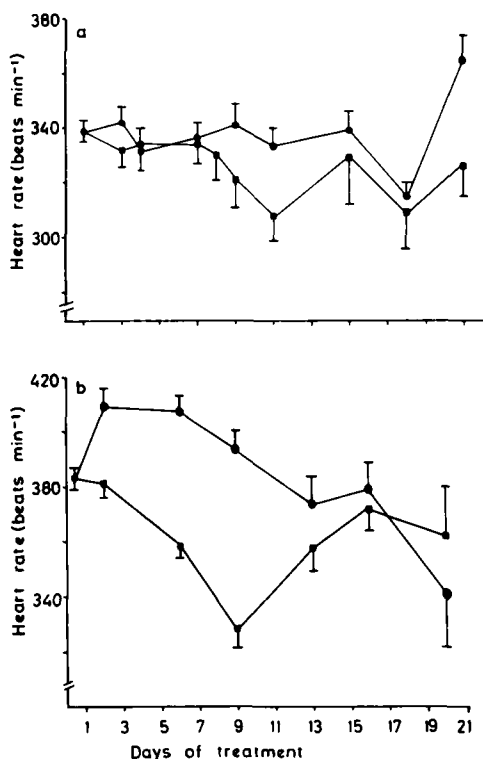 a
380
340
300
Heart rate (beats min⁻¹)
b
420
380
340
Heart rate (beats min⁻¹)
1 3 5 7 9 11 13 15 17 19 21
Days of treatment